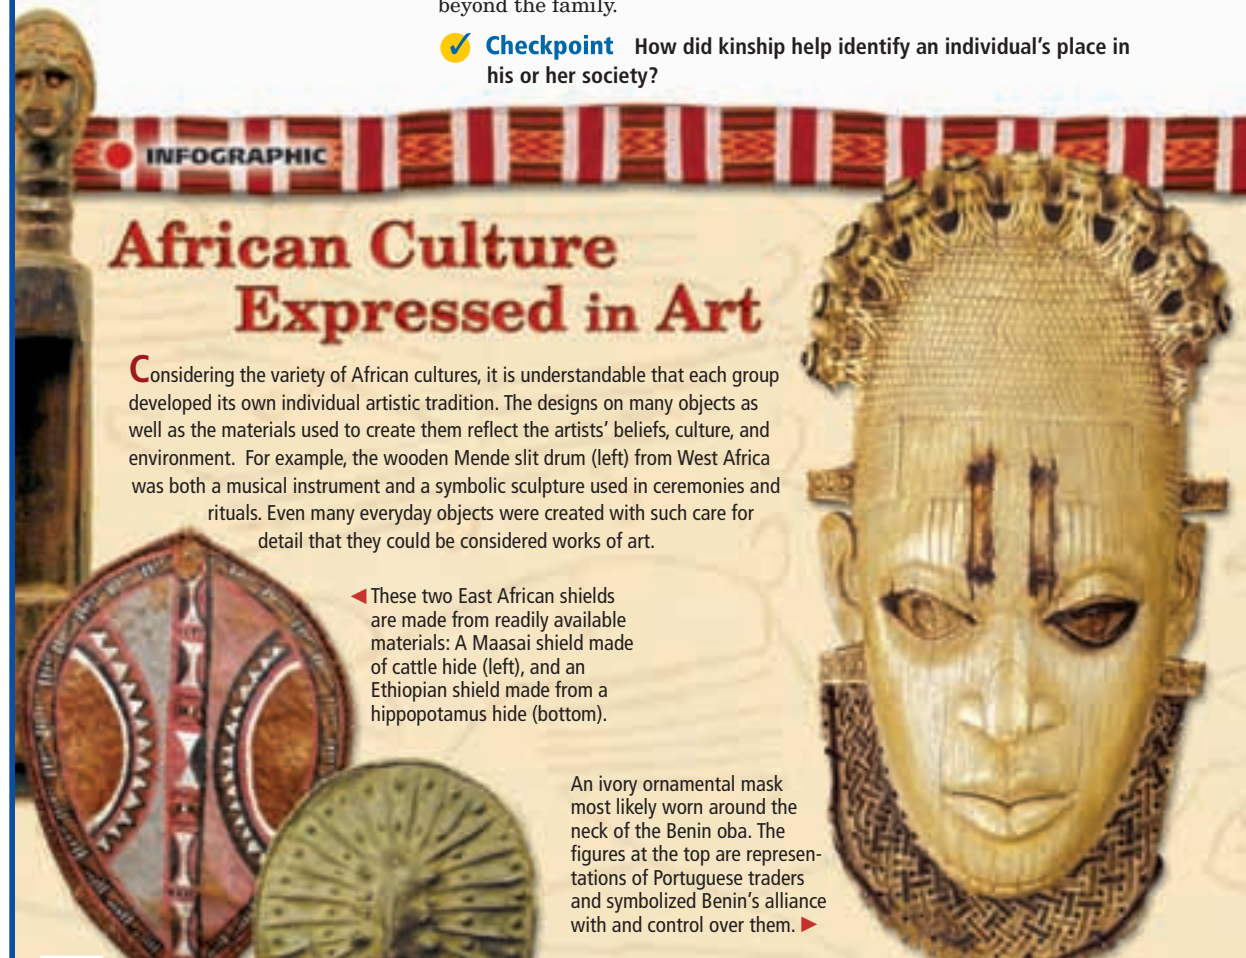 beyond the family.
✓ Checkpoint How did kinship help identify an individual's place in
his or her society?
INFOGRAPHIC
African Culture
Expressed in Art
Considering the variety of African cultures, it is understandable that each group
developed its own individual artistic tradition. The designs on many objects as
well as the materials used to create them reflect the artists' beliefs, culture, and
environment. For example, the wooden Mende slit drum (left) from West Africa
was both a musical instrument and a symbolic sculpture used in ceremonies and
rituals. Even many everyday objects were created with such care for
detail that they could be considered works of art.
◀ These two East African shields
are made from readily available
materials: A Maasai shield made
of cattle hide (left), and an
Ethiopian shield made from a
hippopotamus hide (bottom).
An ivory ornamental mask
most likely worn around the
neck of the Benin oba. The
figures at the top are represen-
tations of Portuguese traders
and symbolized Benin's alliance
with and control over them. ▶